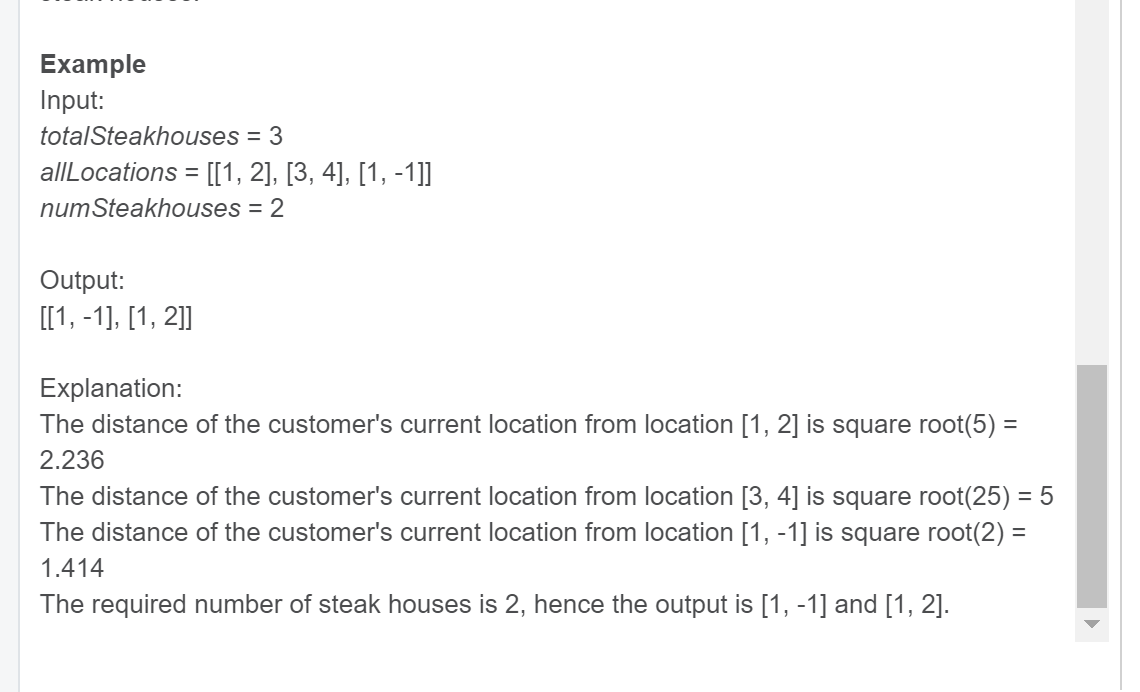 Example
Input:
totalSteakhouses = 3
allLocations = [[1, 2], [3, 4], [1, -1]]
numSteakhouses = 2
Output:
[[1, -1], [1, 2]]
Explanation:
The distance of the customer's current location from location [1, 2] is square root(5) =
2.236
The distance of the customer's current location from location [3, 4] is square root(25) = 5
The distance of the customer's current location from location [1, -1] is square root(2) =
1.414
The required number of steak houses is 2, hence the output is [1, -1] and [1, 2].